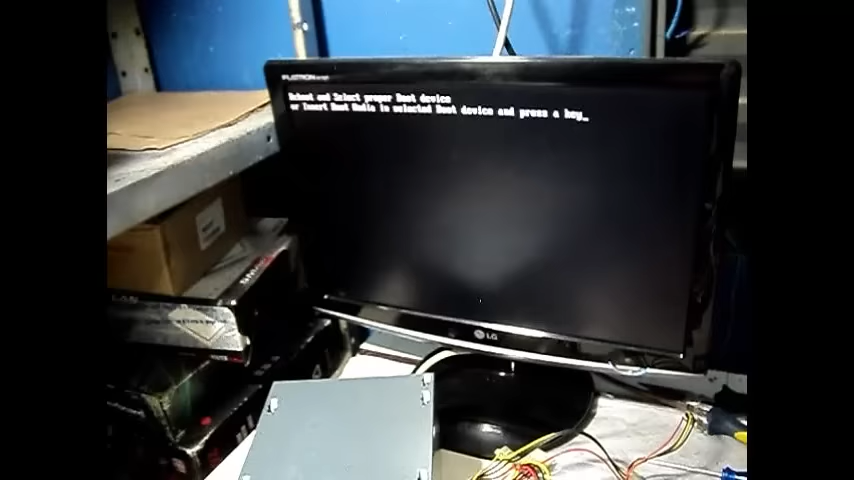 FLATRON
Reboot and Select proper Boot device
or Insert Boot Media in selected Boot device and press a key_
LG